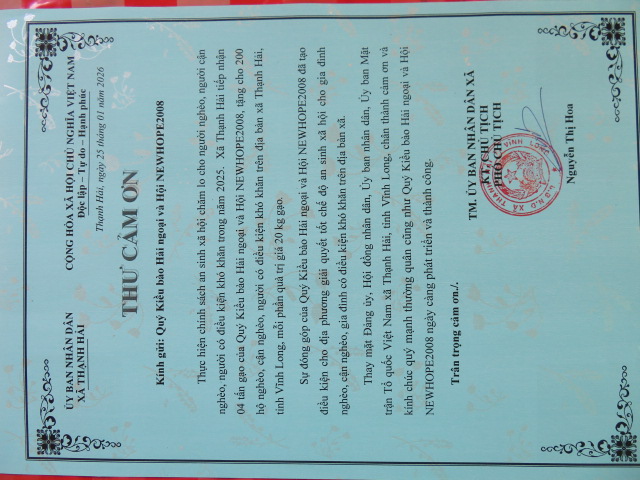 ỦY BAN NHÂN DÂN
XÃ THẠNH HẢI
CỘNG HÒA XÃ HỘI CHỦ NGHĨA VIỆT NAM
Độc lập – Tự do – Hạnh phúc
Thạnh Hải, ngày 25 tháng 01 năm 2026
THƯ CẢM ƠN
Kính gửi: Quý Kiều bào Hải ngoại và Hội NEWHOPE2008
Thực hiện chính sách an sinh xã hội chăm lo cho người nghèo, người cận
nghèo, người có điều kiện khó khăn trong năm 2025. Xã Thạnh Hải tiếp nhận
04 tấn gạo của Quý Kiều bào Hải ngoại và Hội NEWHOPE2008, tặng cho 200
hộ nghèo, cận nghèo, người có điều kiện khó khăn trên địa bàn xã Thạnh Hải,
tỉnh Vĩnh Long, mỗi phần quà trị giá 20 kg gạo.
Sự đóng góp của Quý Kiều bào Hải ngoại và Hội NEWHOPE2008 đã tạo
điều kiện cho địa phương giải quyết tốt chế độ an sinh xã hội cho gia đình
nghèo, cận nghèo, gia đình có điều kiện khó khăn trên địa bàn xã.
Thay mặt Đảng ủy, Hội đồng nhân dân, Ủy ban nhân dân, Ủy ban Mặt
trận Tổ quốc Việt Nam xã Thạnh Hải, tỉnh Vĩnh Long, chân thành cảm ơn và
kính chúc quý mạnh thường quân cũng như Quý Kiều bào Hải ngoại và Hội
NEWHOPE2008 ngày càng phát triển và thành công.
Trân trọng cảm ơn./.
TM. ỦY BAN NHÂN DÂN XÃ
KT. CHỦ TỊCH
PHÓ CHỦ TỊCH
Nguyễn Thị Hoa